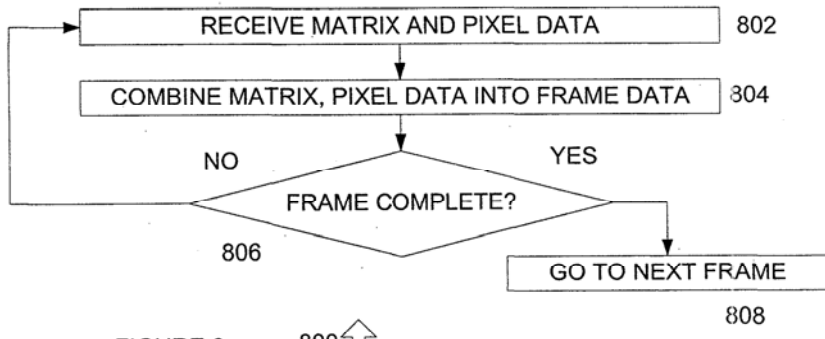 RECEIVE MATRIX AND PIXEL DATA 802
COMBINE MATRIX, PIXEL DATA INTO FRAME DATA 804
NO YES
FRAME COMPLETE?
806
GO TO NEXT FRAME
808